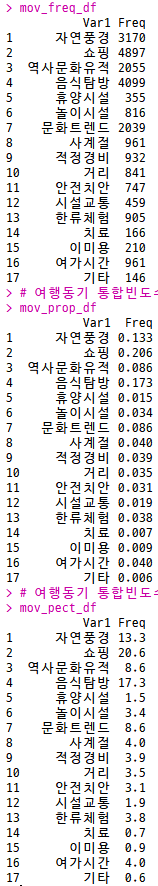 > mov_freq_df
Var1 Freq
1 자연풍경 3170
2 쇼핑 4897
3 역사문화유적 2055
4 음식탐방 4099
5 휴양시설 355
6 놀이시설 816
7 문화트렌드 2039
8 사계절 961
9 적정경비 932
10 거리 841
11 안전치안 747
12 시설교통 459
13 한류체험 905
14 치료 166
15 이미용 210
16 여가시간 961
17 기타 146
> # 여행동기 통합빈도수
> mov_prop_df
Var1 Freq
1 자연풍경 0.133
2 쇼핑 0.206
3 역사문화유적 0.086
4 음식탐방 0.173
5 휴양시설 0.015
6 놀이시설 0.034
7 문화트렌드 0.086
8 사계절 0.040
9 적정경비 0.039
10 거리 0.035
11 안전치안 0.031
12 시설교통 0.019
13 한류체험 0.038
14 치료 0.007
15 이미용 0.009
16 여가시간 0.040
17 기타 0.006
> # 여행동기 통합빈도수
> mov_pect_df
Var1 Freq
1 자연풍경 13.3
2 쇼핑 20.6
3 역사문화유적 8.6
4 음식탐방 17.3
5 휴양시설 1.5
6 놀이시설 3.4
7 문화트렌드 8.6
8 사계절 4.0
9 적정경비 3.9
10 거리 3.5
11 안전치안 3.1
12 시설교통 1.9
13 한류체험 3.8
14 치료 0.7
15 이미용 0.9
16 여가시간 4.0
17 기타 0.6